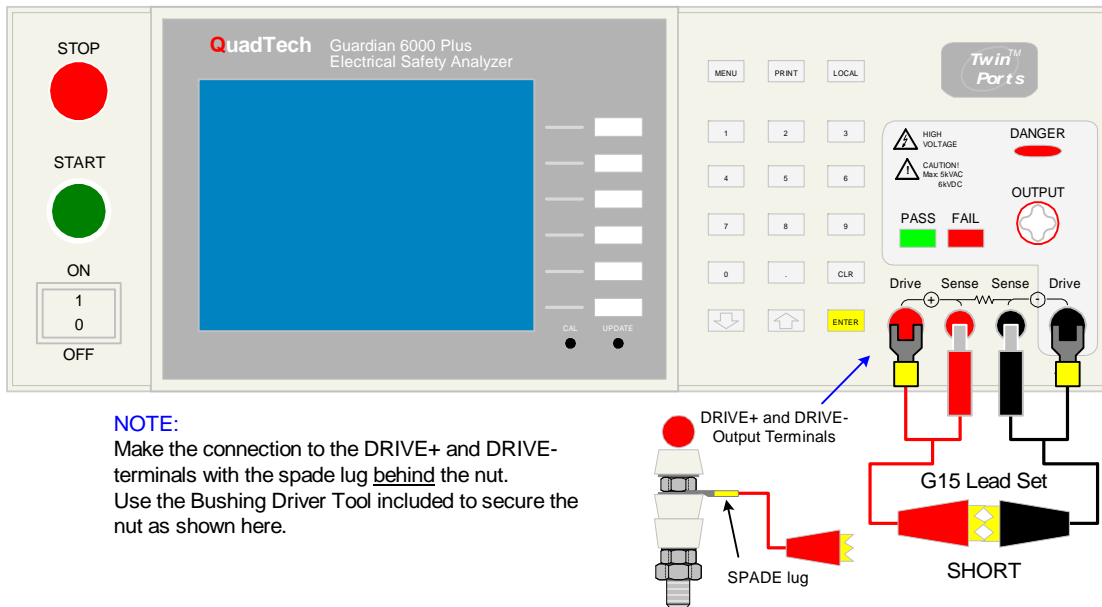 STOP
START
ON
1
0
OFF
QuadTech
Guardian 6000 Plus
Electrical Safety Analyzer
CAL
UPDATE
MENU
PRINT
LOCAL
1
2
3
4
5
6
7
8
9
0
.
CLR
ENTER
Twin™
Ports
HIGH
VOLTAGE
CAUTION!
Max: 5kVAC
6kVDC
DANGER
OUTPUT
PASS
FAIL
Drive
Sense
Sense
Drive
+
-
NOTE:
Make the connection to the DRIVE+ and DRIVE-
terminals with the spade lug behind the nut.
Use the Bushing Driver Tool included to secure the
nut as shown here.
DRIVE+ and DRIVE-
Output Terminals
SPADE lug
G15 Lead Set
SHORT